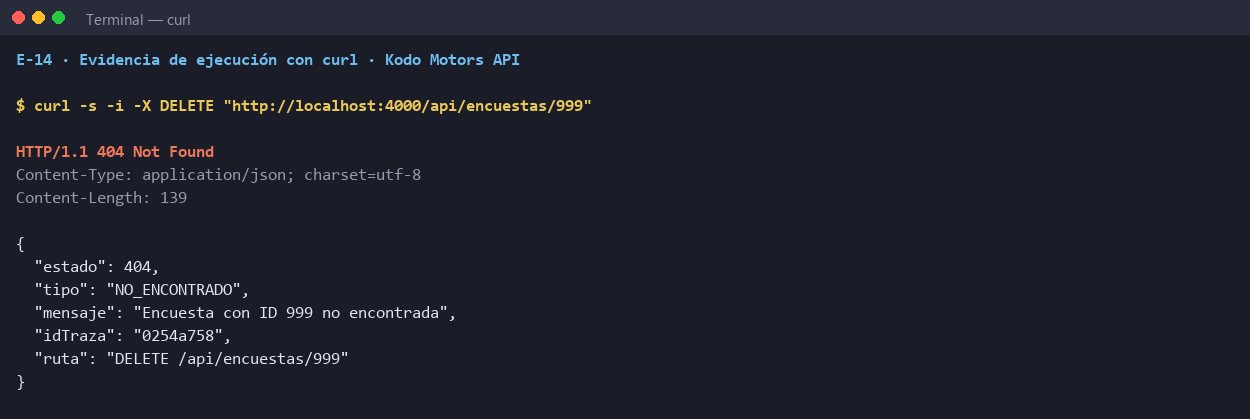 Terminal — curl
E-14 · Evidencia de ejecución con curl · Kodo Motors API
$ curl -s -i -X DELETE "http://localhost:4000/api/encuestas/999"
HTTP/1.1 404 Not Found
Content-Type: application/json; charset=utf-8
Content-Length: 139
{
  "estado": 404,
  "tipo": "NO_ENCONTRADO",
  "mensaje": "Encuesta con ID 999 no encontrada",
  "idTraza": "0254a758",
  "ruta": "DELETE /api/encuestas/999"
}